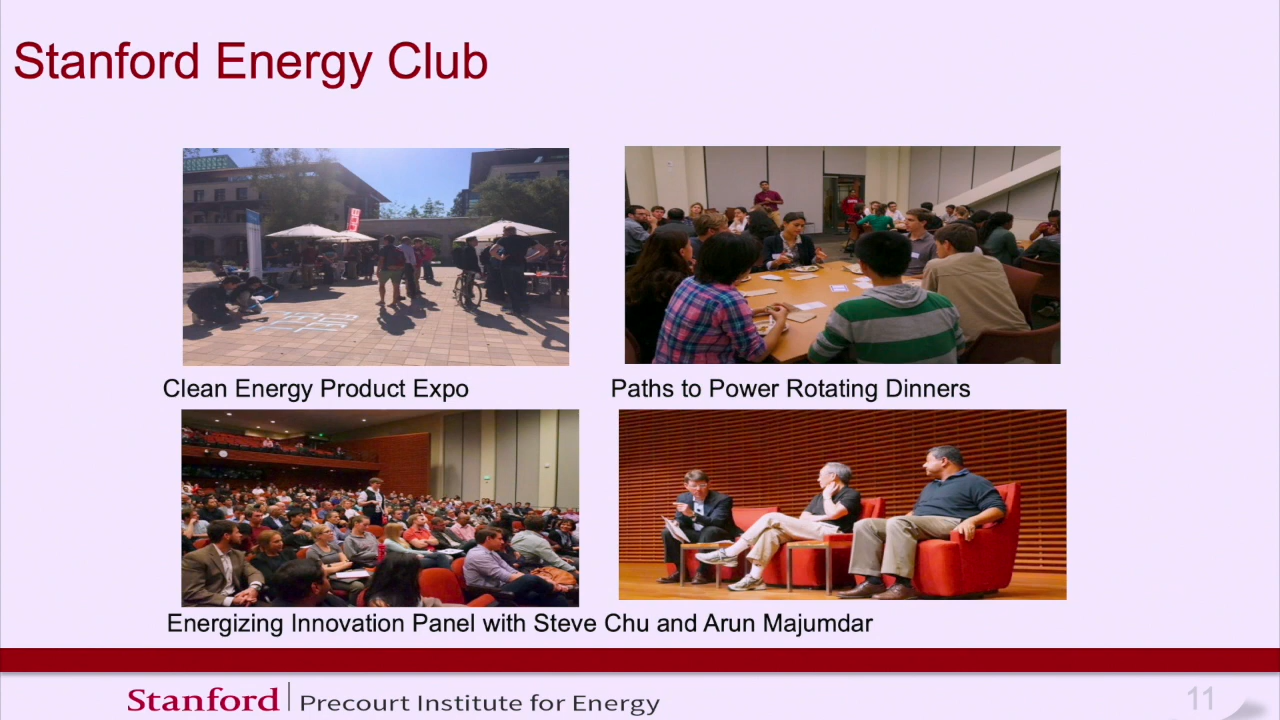 Stanford Energy Club
Clean Energy Product Expo
Paths to Power Rotating Dinners
Energizing Innovation Panel with Steve Chu and Arun Majumdar
Stanford | Precourt Institute for Energy
11